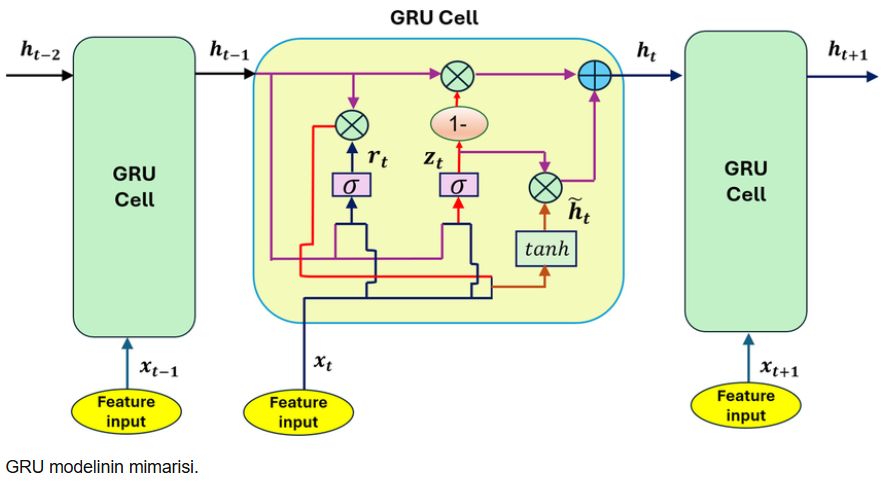 GRU Cell
h_{t-2}
h_{t-1}
h_t
h_{t+1}
GRU
Cell
1-
r_t
z_t
σ
σ
h̃_t
tanh
GRU
Cell
x_{t-1}
x_t
x_{t+1}
Feature
input
Feature
input
Feature
input
GRU modelinin mimarisi.